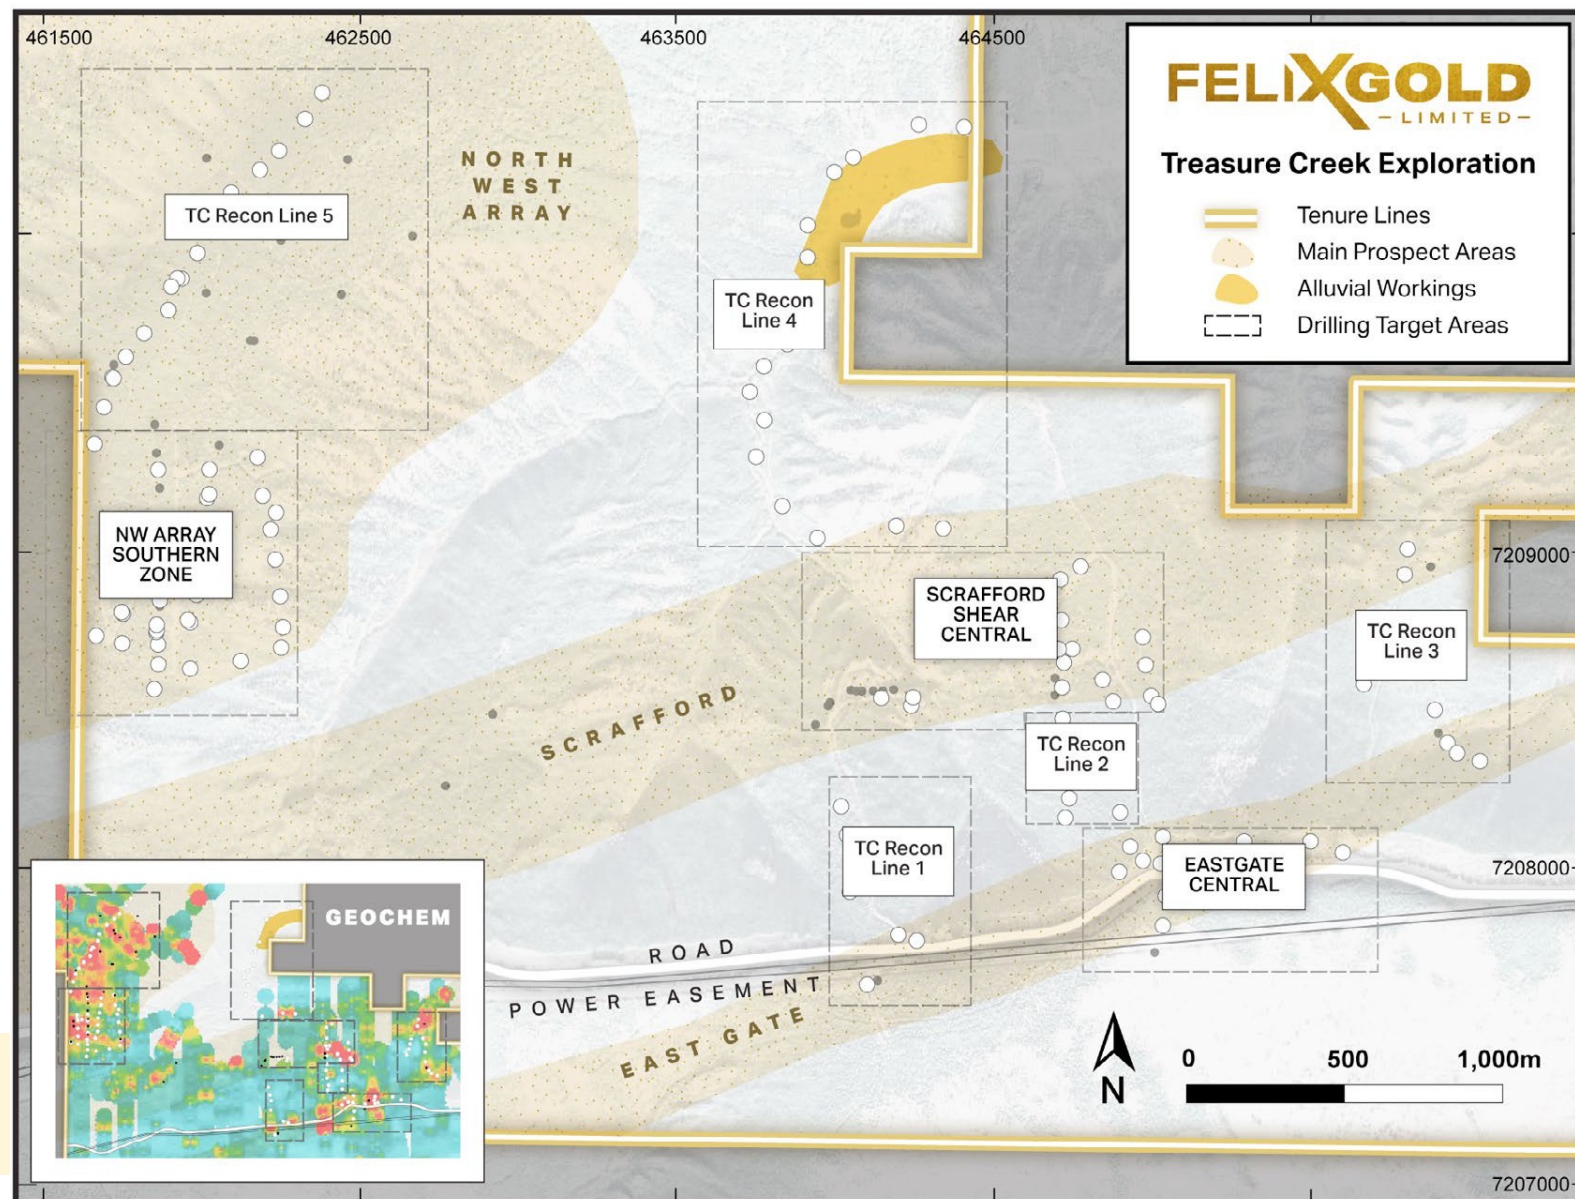 461500
462500
463500
464500
FELIXGOLD
LIMITED
Treasure Creek Exploration
Tenure Lines
Main Prospect Areas
Alluvial Workings
Drilling Target Areas
NORTH
WEST
ARRAY
TC Recon Line 5
TC Recon
Line 4
NW ARRAY
SOUTHERN
ZONE
7209000
SCRAFFORD
SHEAR
CENTRAL
TC Recon
Line 3
SCRAFFORD
TC Recon
Line 2
TC Recon
Line 1
EASTGATE
CENTRAL
7208000
GEOCHEM
ROAD
POWER EASEMENT
EAST GATE
N
0 500 1,000m
7207000